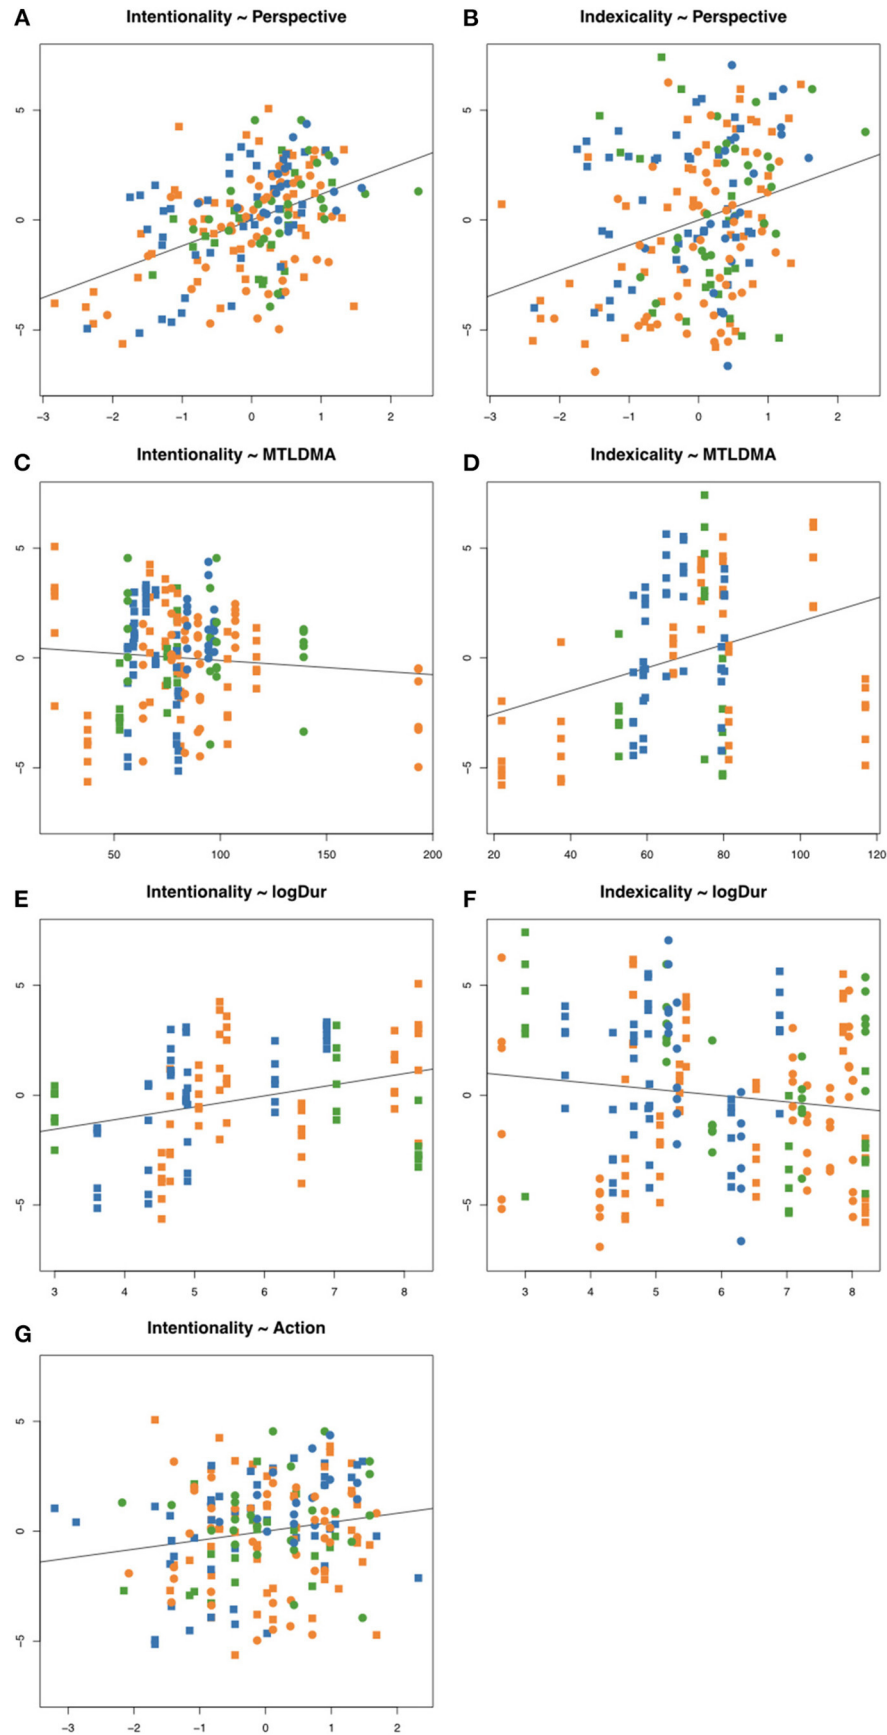 A Intentionality ~ Perspective
5
0
−5
−3 −2 −1 0 1 2
B Indexicality ~ Perspective
5
0
−5
−3 −2 −1 0 1 2
C Intentionality ~ MTLDMA
5
0
−5
50 100 150 200
D Indexicality ~ MTLDMA
5
0
−5
20 40 60 80 100 120
E Intentionality ~ logDur
5
0
−5
3 4 5 6 7 8
F Indexicality ~ logDur
5
0
−5
3 4 5 6 7 8
G Intentionality ~ Action
5
0
−5
−3 −2 −1 0 1 2